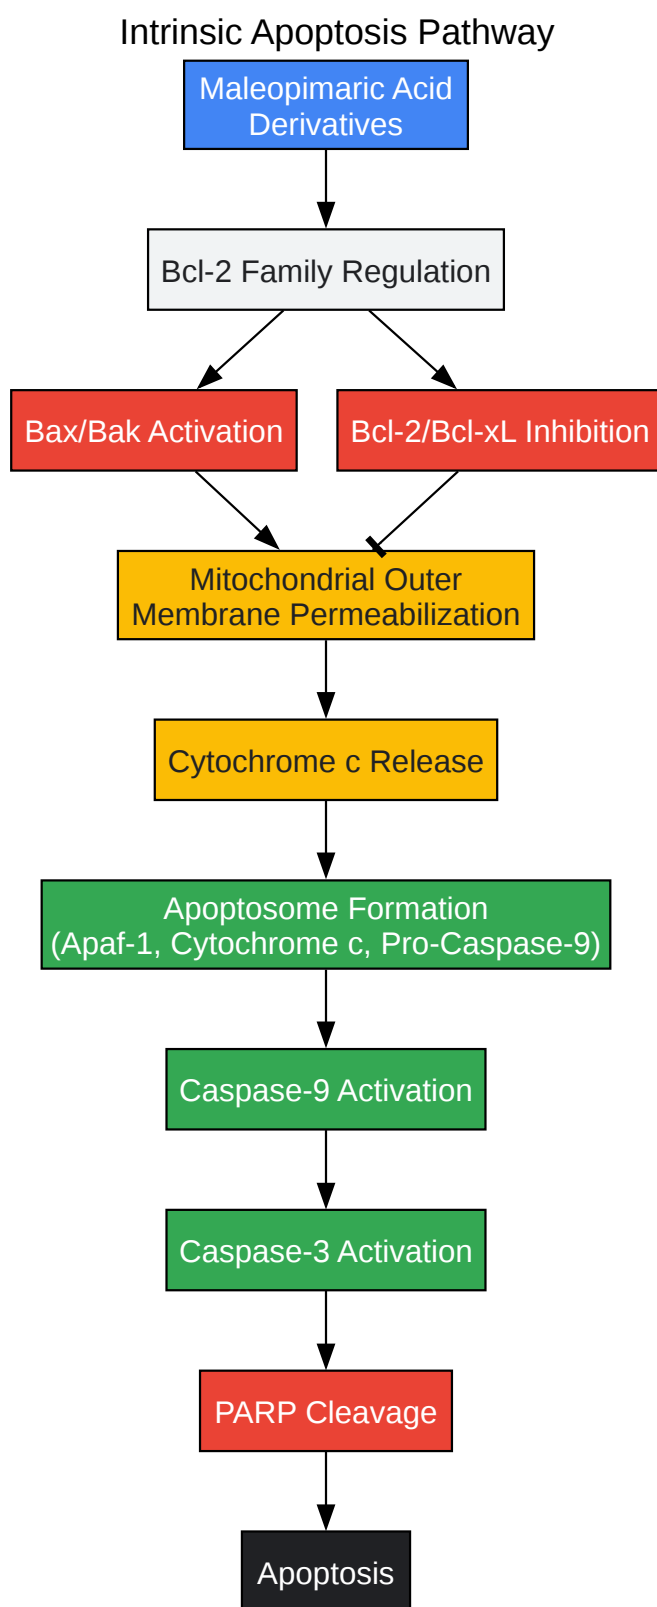 Intrinsic Apoptosis Pathway
Maleopimaric Acid
Derivatives
Bcl-2 Family Regulation
Bax/Bak Activation
Bcl-2/Bcl-xL Inhibition
Mitochondrial Outer
Membrane Permeabilization
Cytochrome c Release
Apoptosome Formation
(Apaf-1, Cytochrome c, Pro-Caspase-9)
Caspase-9 Activation
Caspase-3 Activation
PARP Cleavage
Apoptosis